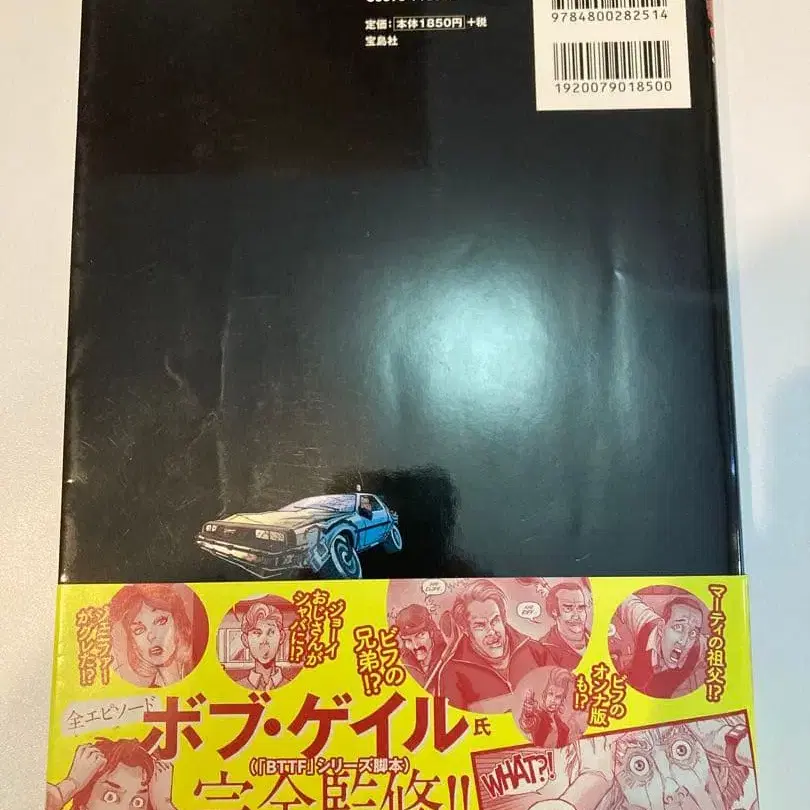 9784800282514
定価：本体1850円＋税
宝島社
1920079018500
ジェニファーがグレた!?
ジョーイおじさんがシャバに!?
ビフの兄弟!?
ビフのオンナ版も!?
マーティの祖父!?
全エピソード
ボブ・ゲイル氏
(『BTTF』シリーズ脚本)
完全監修!!
WHAT?!